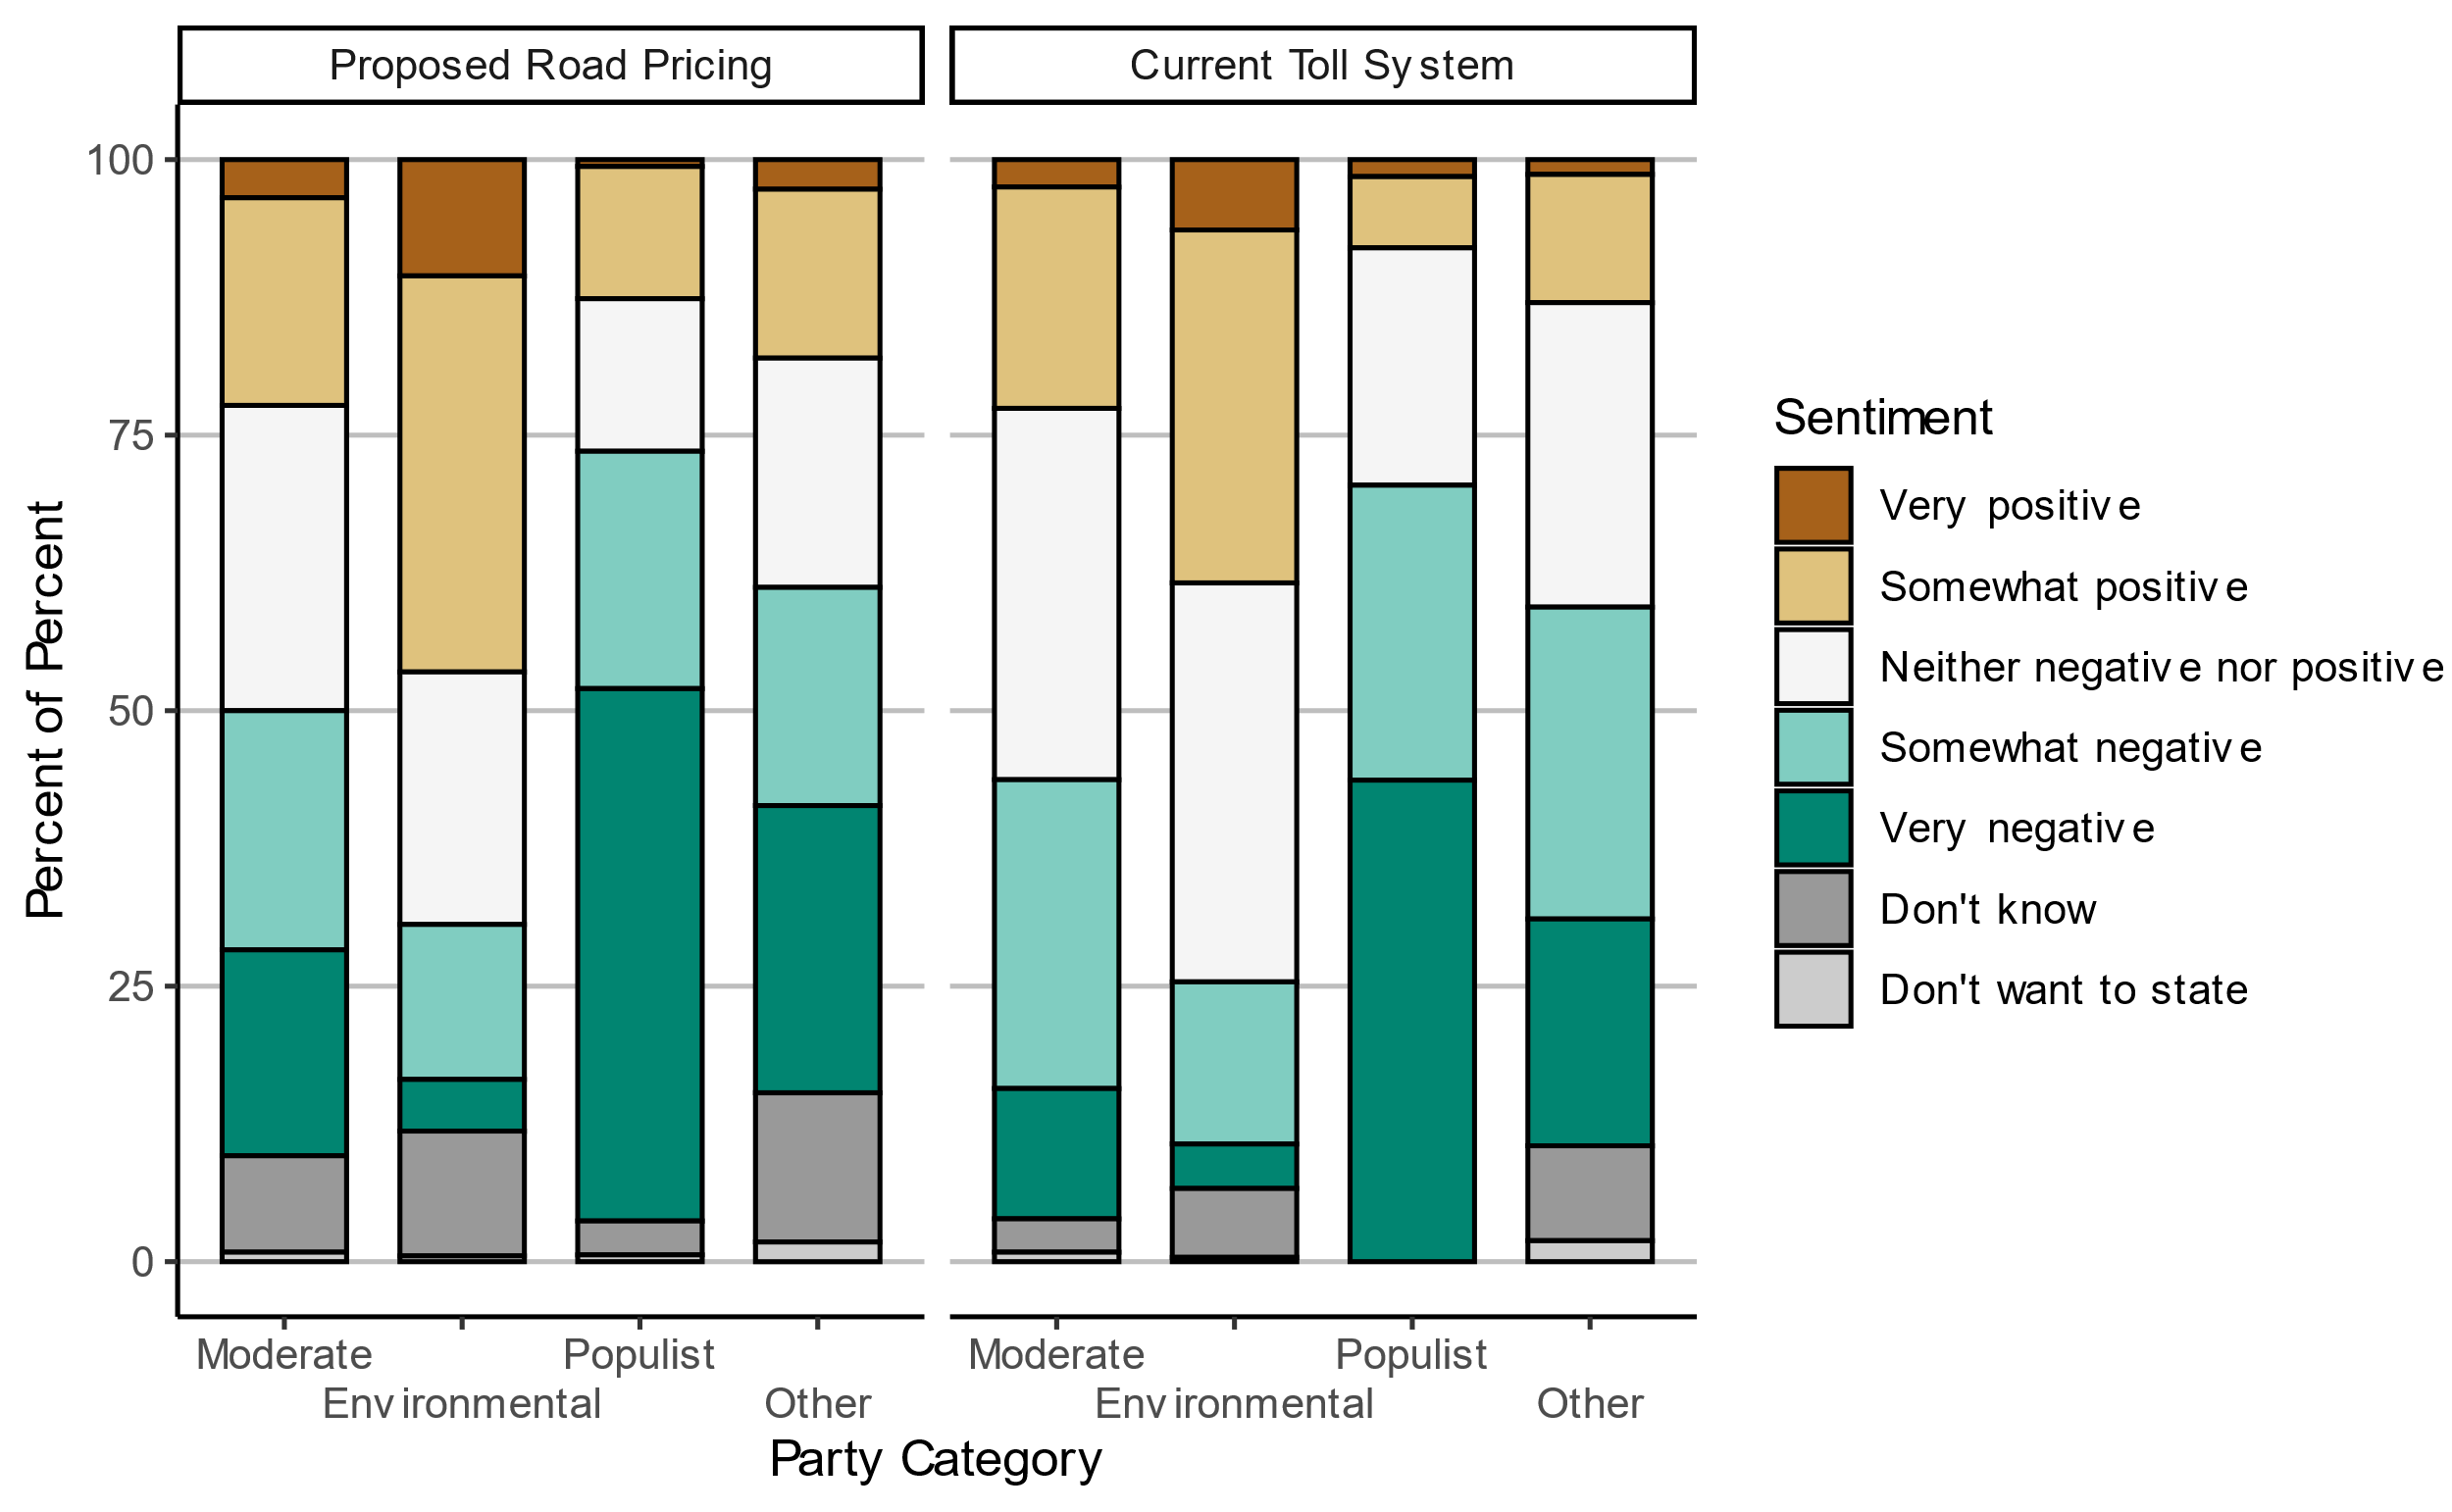 Proposed Road Pricing
Current Toll System
100
75
50
25
0
Percent of Percent
Moderate
Environmental
Populist
Other
Moderate
Environmental
Populist
Other
Party Category
Sentiment
Very positive
Somewhat positive
Neither negative nor positive
Somewhat negative
Very negative
Don't know
Don't want to state